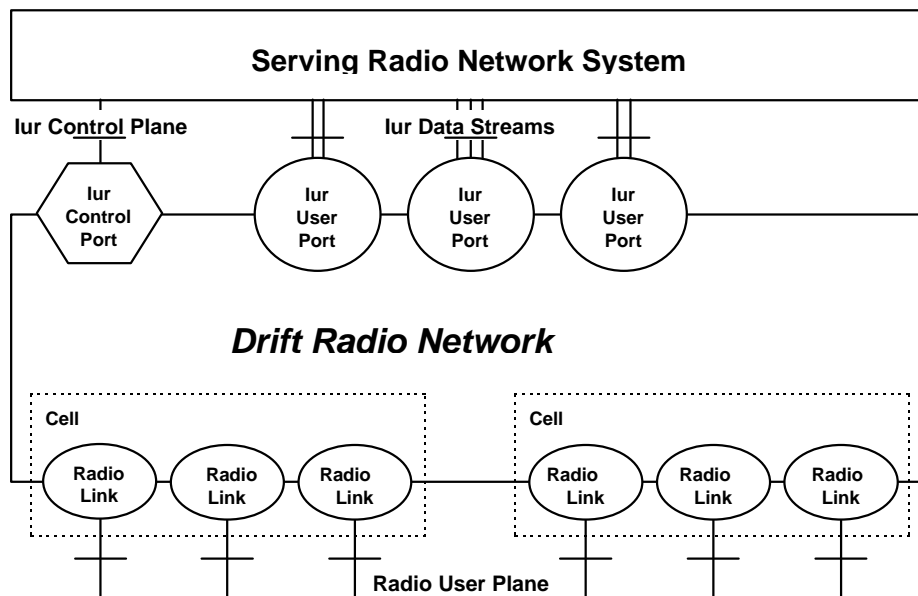 Serving Radio Network System
Iur Control Plane
Iur Data Streams
Iur
Control
Port
Iur
User
Port
Iur
User
Port
Iur
User
Port
Drift Radio Network
Cell
Cell
Radio
Link
Radio
Link
Radio
Link
Radio
Link
Radio
Link
Radio
Link
Radio User Plane